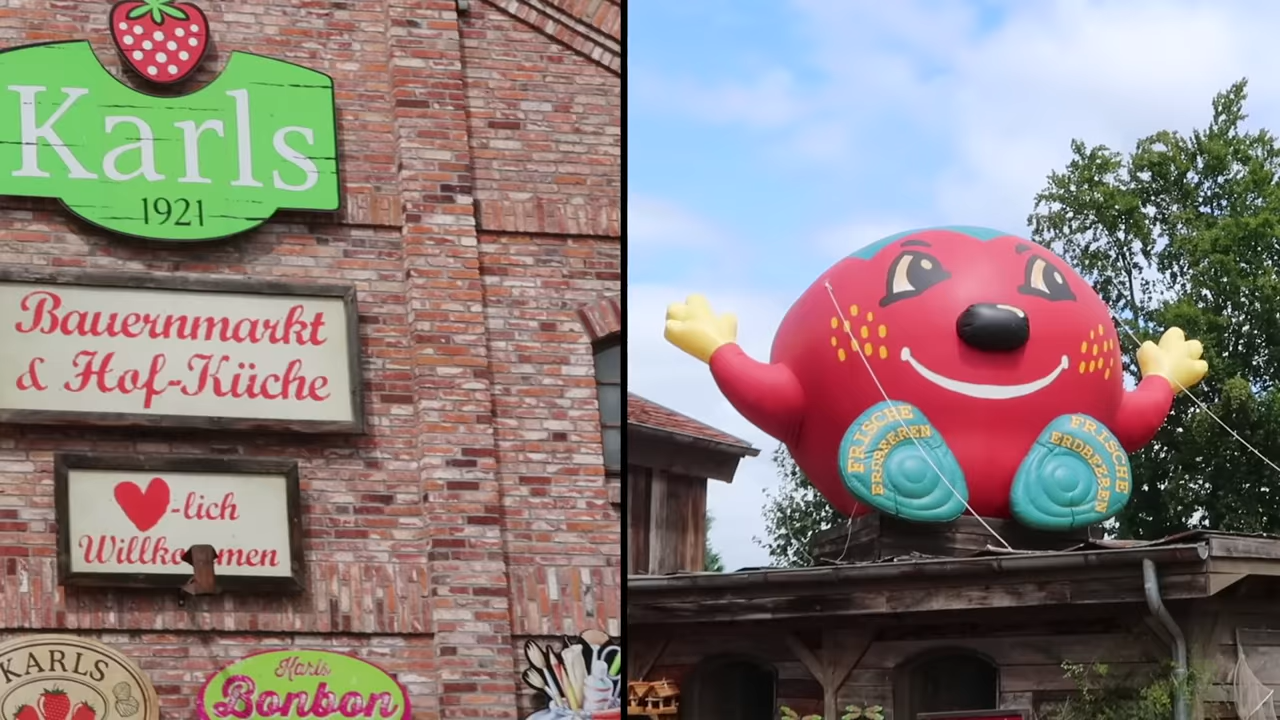 Karls
1921
Bauernmarkt
& Hof-Küche
-lich
Willkommen
KARLS
Karls
Bonbon
FRISCHE
ERDBEEREN
FRISCHE
ERDBEEREN